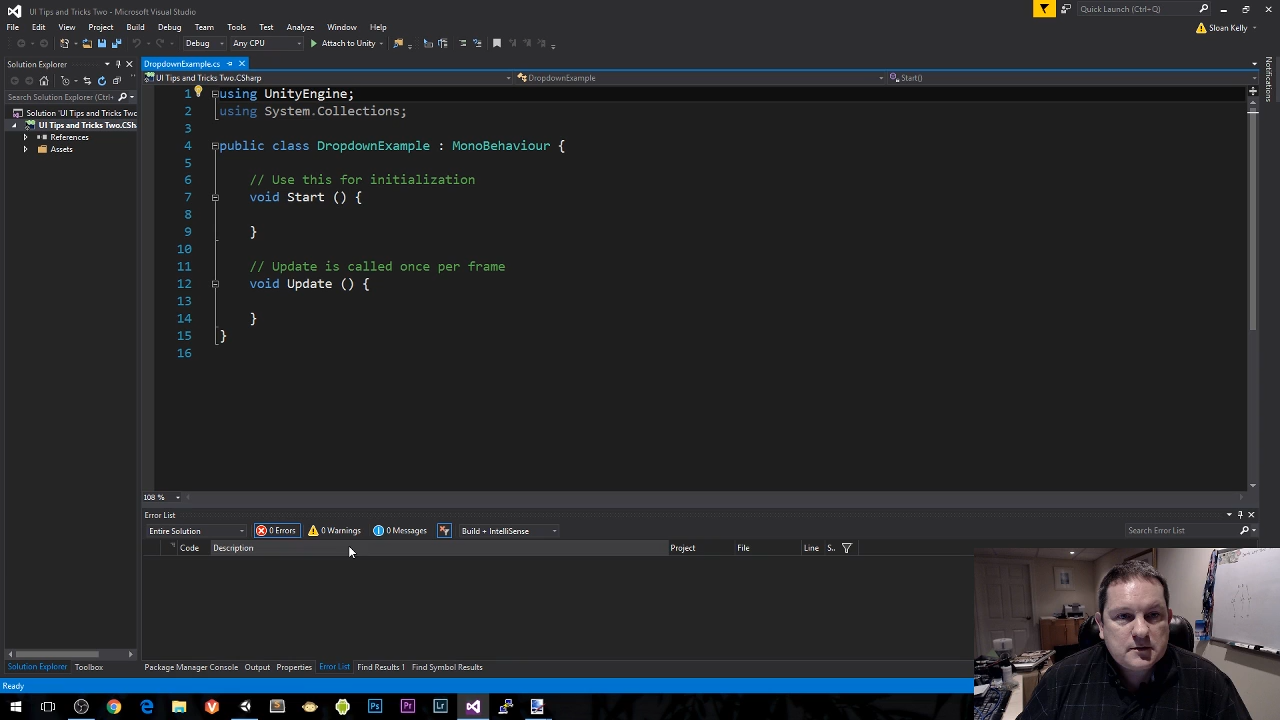 UI Tips and Tricks Two - Microsoft Visual Studio
Quick Launch (Ctrl+Q)
File Edit View Project Build Debug Team Tools Analyze Window Help
Sloan Kelly
Debug Any CPU Attach to Unity
Solution Explorer
DropdownExample.cs
Notifications
UI Tips and Tricks Two.CSharp DropdownExample Start()
Search Solution Explorer (Ctrl+
Solution 'UI Tips and Tricks Two
UI Tips and Tricks Two.CSha
References
Assets
1 using UnityEngine;
2 using System.Collections;
3
4 public class DropdownExample : MonoBehaviour {
5
6 // Use this for initialization
7 void Start () {
8
9 }
10
11 // Update is called once per frame
12 void Update () {
13
14 }
15 }
16
108 %
Error List
Entire Solution 0 Errors 0 Warnings 0 Messages Build + IntelliSense Search Error List
Code Description Project File Line S..
Solution Explorer Toolbox Package Manager Console Output Properties Error List Find Results 1 Find Symbol Results
Ready
Ps Pr Lr